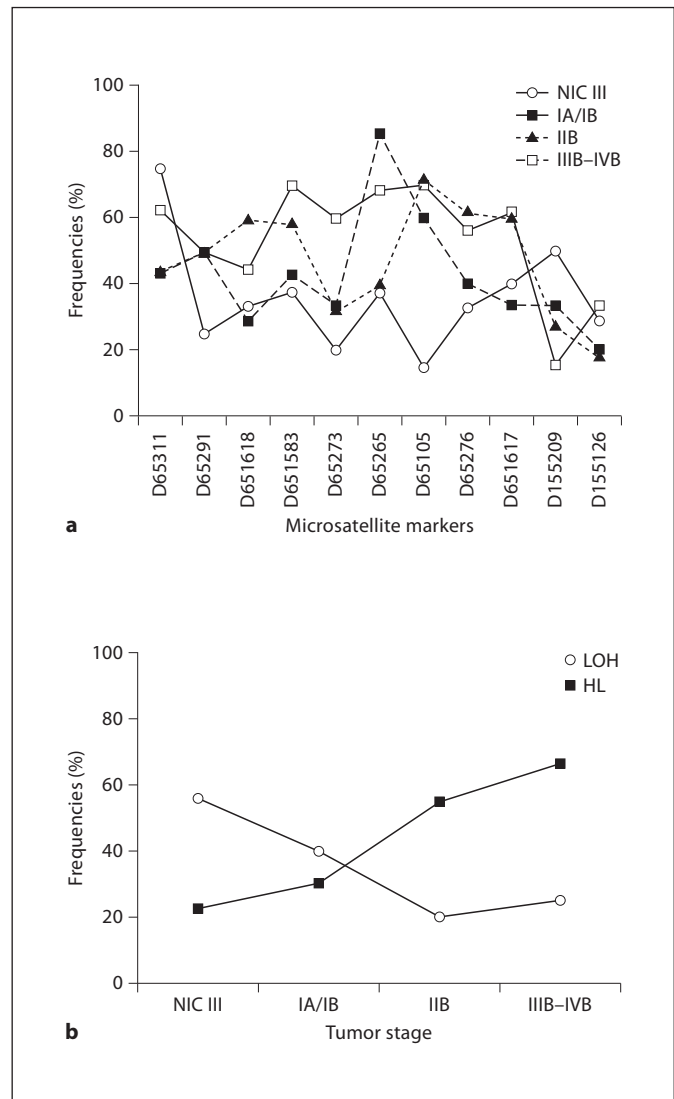 100
80
60
40
20
0
Frequencies (%)
NIC III
IA/IB
IIB
IIIB–IVB
D65311
D65291
D651618
D651583
D65273
D65265
D65105
D65276
D651617
D155209
D155126
a
Microsatellite markers
100
80
60
40
20
0
Frequencies (%)
LOH
HL
NIC III
IA/IB
IIB
IIIB–IVB
b
Tumor stage